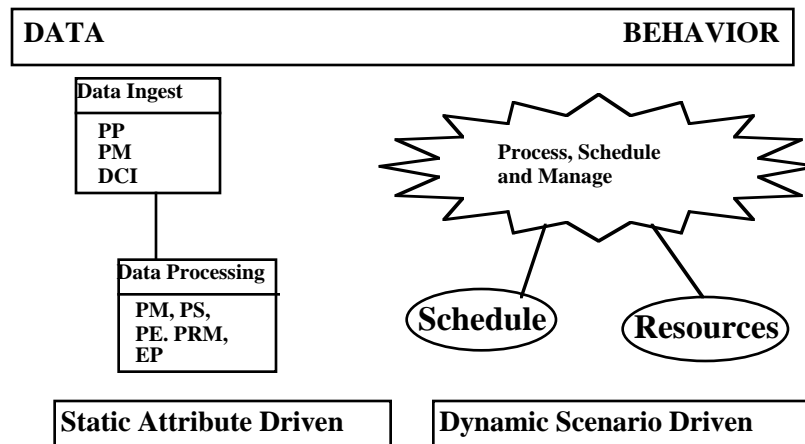 DATA BEHAVIOR
Data Ingest
PP
PM
DCI
Process, Schedule
and Manage
Data Processing
PM, PS,
PE. PRM,
EP
Schedule
Resources
Static Attribute Driven
Dynamic Scenario Driven